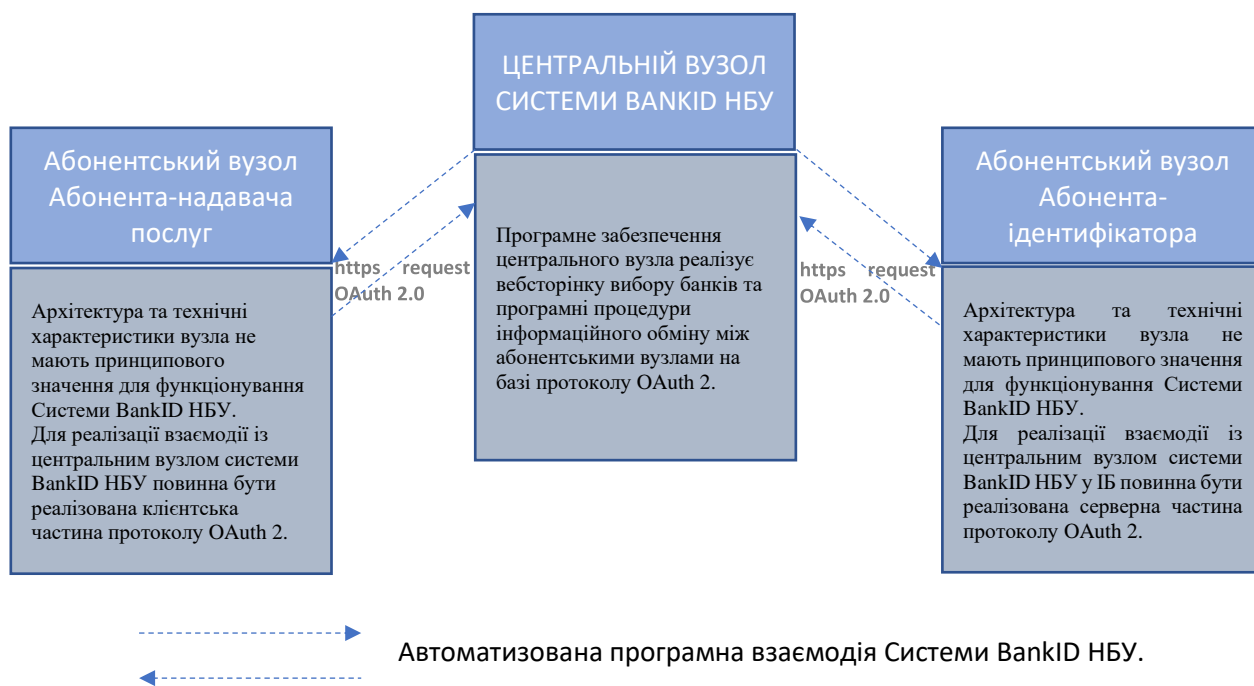 ЦЕНТРАЛЬНІЙ ВУЗОЛ
СИСТЕМИ BANKID НБУ
Абонентський вузол
Абонента-надавача
послуг
Абонентський вузол
Абонента-
ідентифікатора
https request
OAuth 2.0
https request
OAuth 2.0
Архітектура та технічні
характеристики вузла не
мають принципового
значення для функціонування
Системи BankID НБУ.
Для реалізації взаємодії із
центральним вузлом системи
BankID НБУ повинна бути
реалізована клієнтська
частина протоколу OAuth 2.
Програмне забезпечення
центрального вузла реалізує
вебсторінку вибору банків та
програмні процедури
інформаційного обміну між
абонентськими вузлами на
базі протоколу OAuth 2.
Архітектура та технічні
характеристики вузла не
мають принципового значення
для функціонування Системи
BankID НБУ.
Для реалізації взаємодії із
центральним вузлом системи
BankID НБУ у ІБ повинна бути
реалізована серверна частина
протоколу OAuth 2.
Автоматизована програмна взаємодія Системи BankID НБУ.